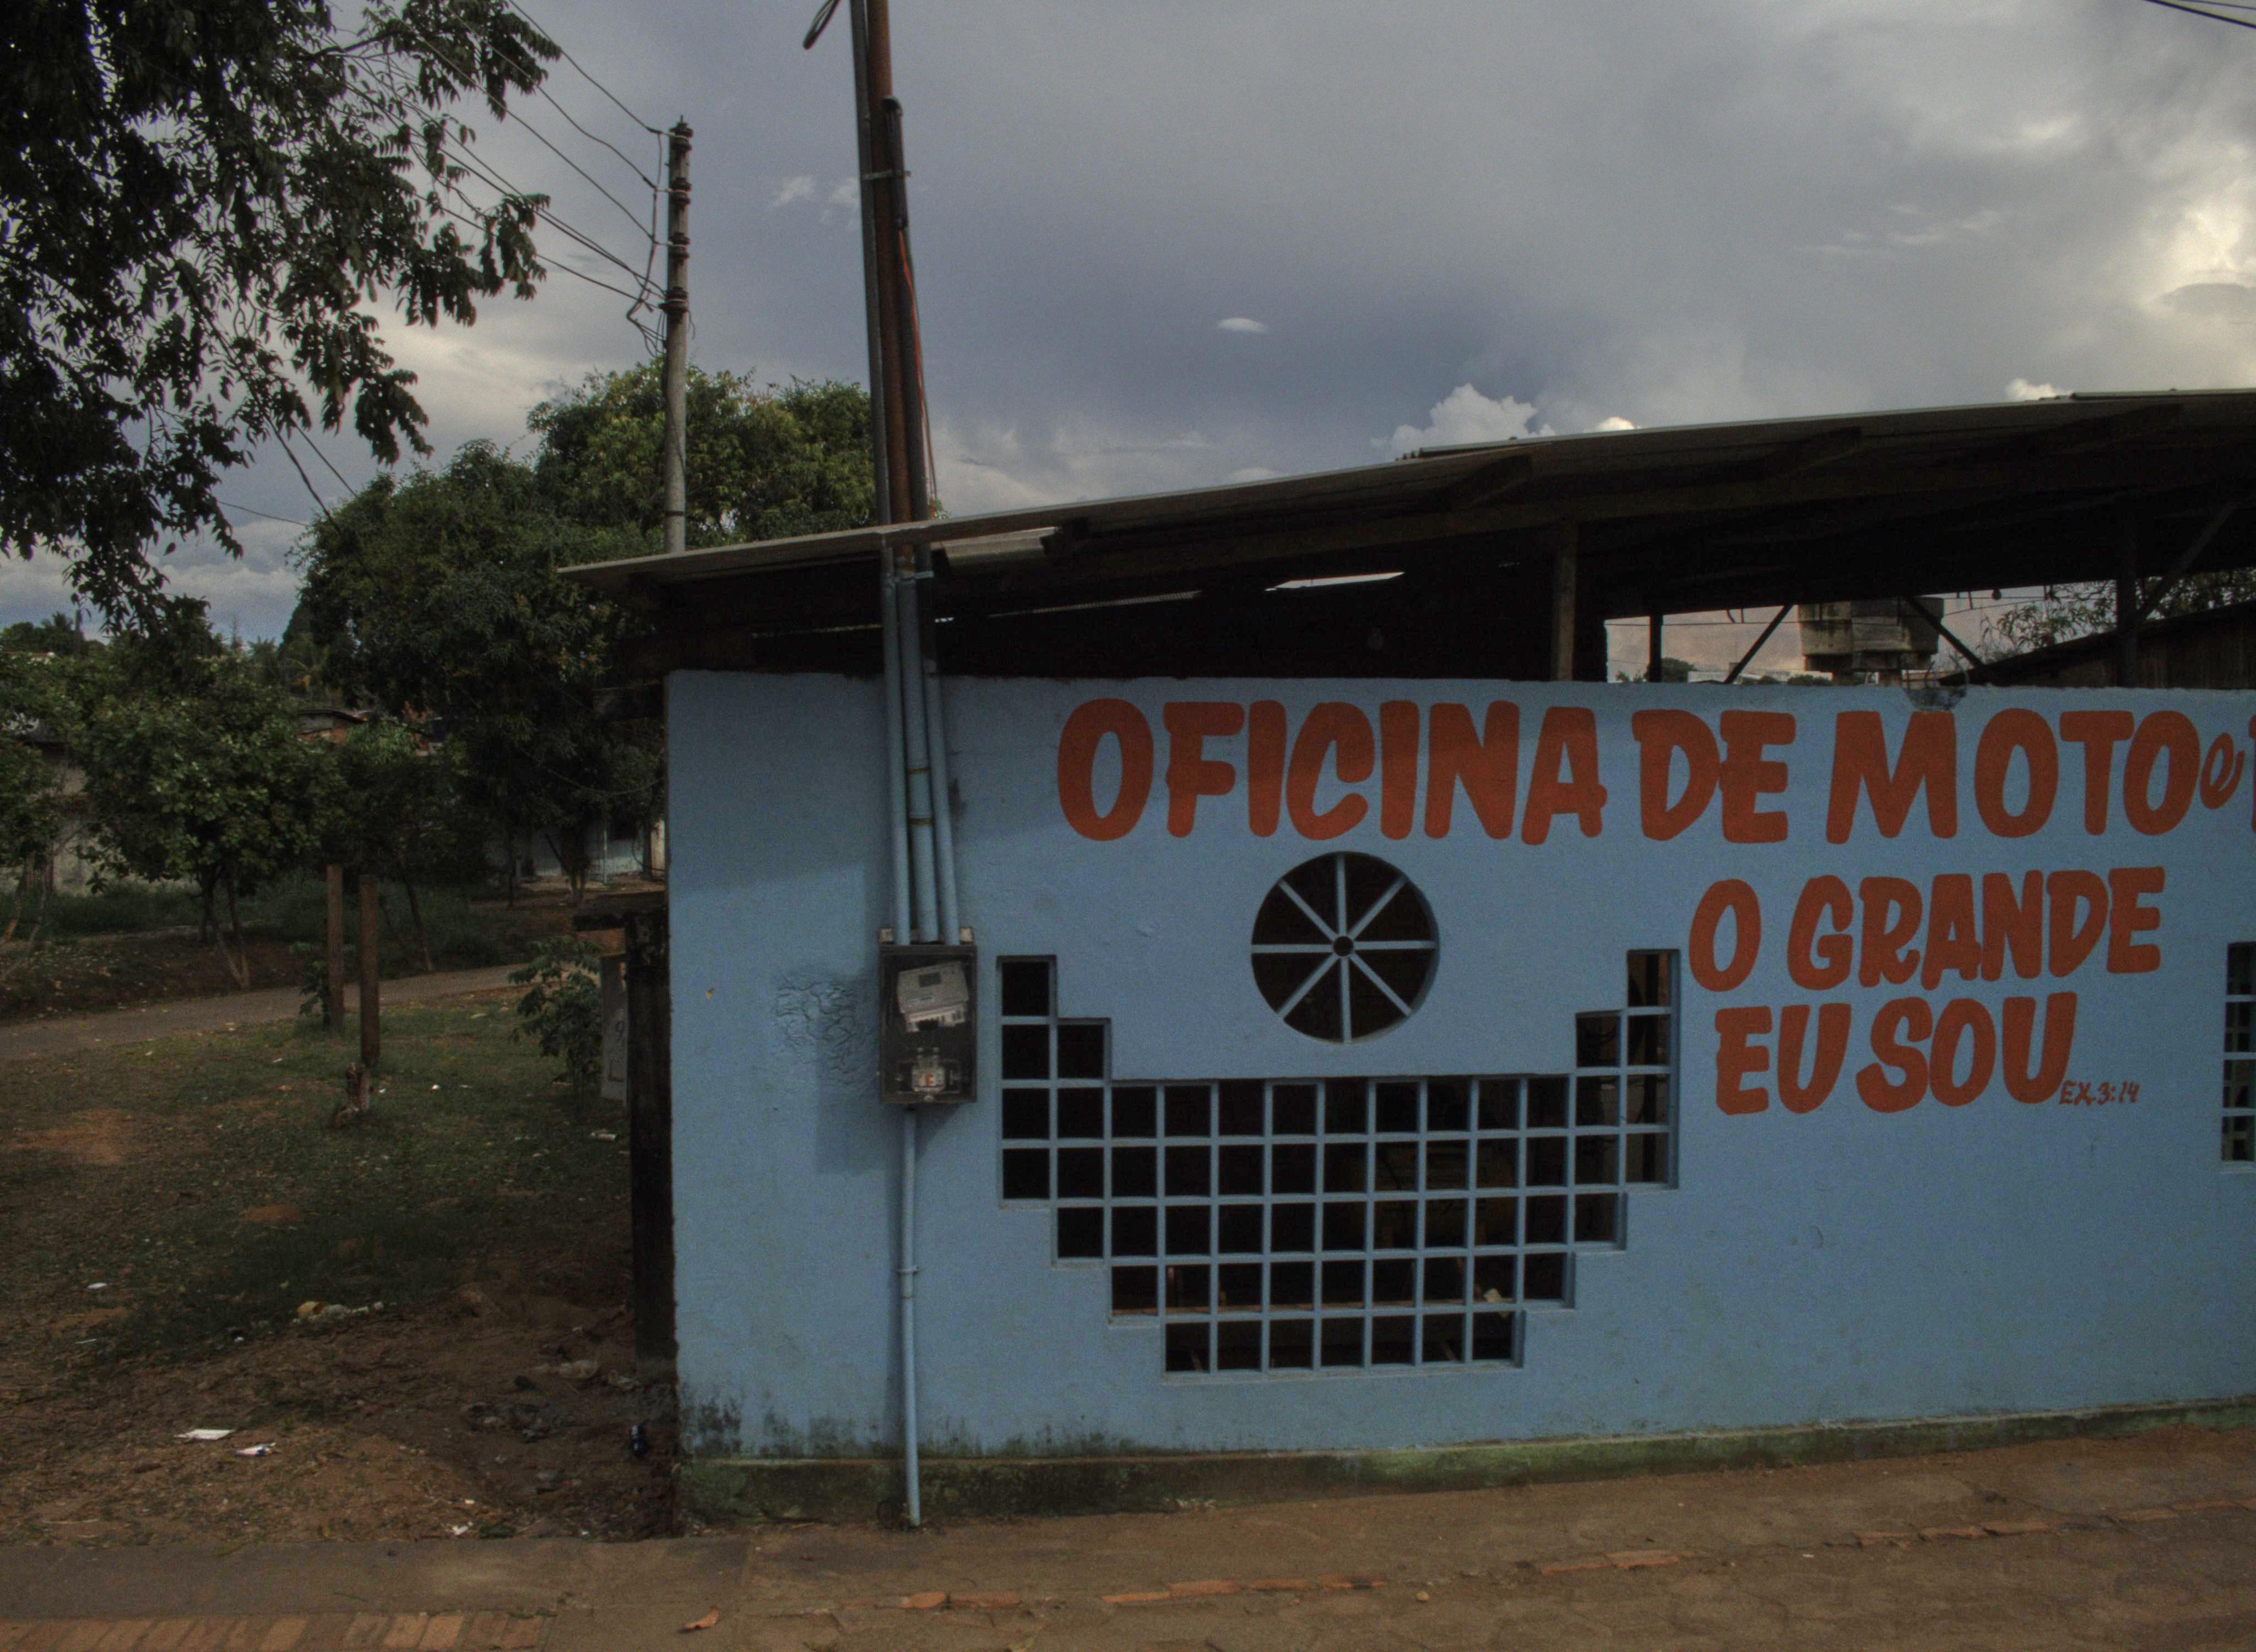 OFICINA DE MOTO e
O GRANDE
EU SOU
EX.3:14